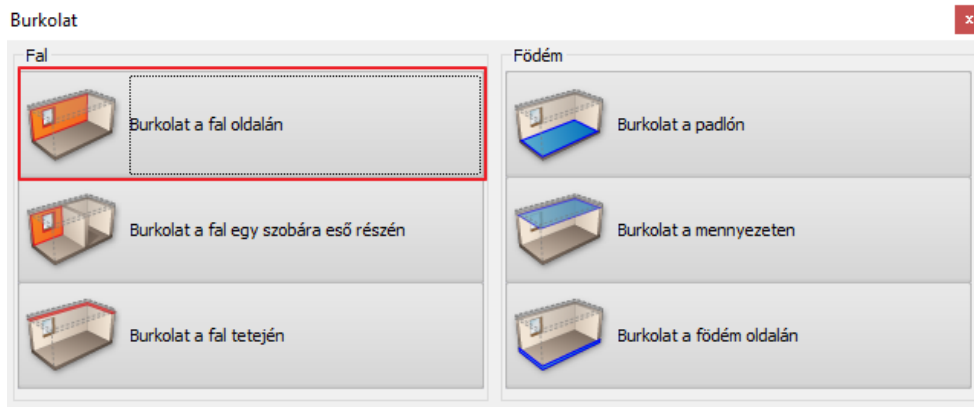 Burkolat
x
Fal
Burkolat a fal oldalán
Burkolat a fal egy szobára eső részén
Burkolat a fal tetején
Födém
Burkolat a padlón
Burkolat a mennyezeten
Burkolat a födém oldalán